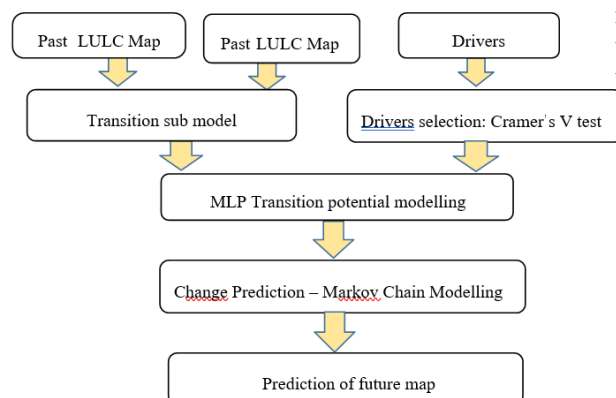 Past LULC Map
Past LULC Map
Drivers
Transition sub model
Drivers selection: Cramer's V test
MLP Transition potential modelling
Change Prediction – Markov Chain Modelling
Prediction of future map